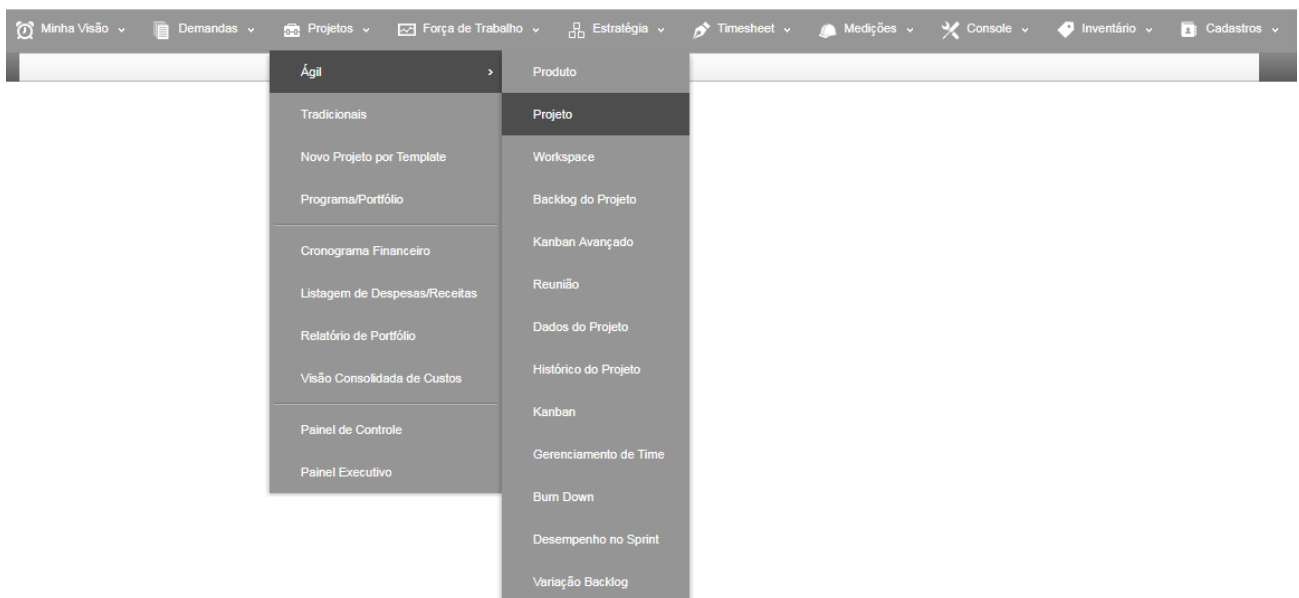 Minha Visão
Demandas
Projetos
Força de Trabalho
Estratégia
Timesheet
Medições
Console
Inventário
Cadastros
Ágil
Tradicionais
Novo Projeto por Template
Programa/Portfólio
Cronograma Financeiro
Listagem de Despesas/Receitas
Relatório de Portfólio
Visão Consolidada de Custos
Painel de Controle
Painel Executivo
Produto
Projeto
Workspace
Backlog do Projeto
Kanban Avançado
Reunião
Dados do Projeto
Histórico do Projeto
Kanban
Gerenciamento de Time
Burn Down
Desempenho no Sprint
Variação Backlog